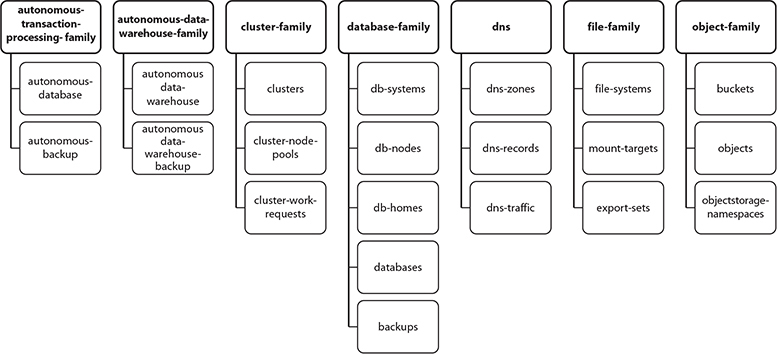 autonomous-
transaction-
processing- family
autonomous-
database
autonomous-
backup
autonomous-data-
warehouse-family
autonomous
data-
warehouse
autonomous
data-
warehouse-
backup
cluster-family
clusters
cluster-node-
pools
cluster-work-
requests
database-family
db-systems
db-nodes
db-homes
databases
backups
dns
dns-zones
dns-records
dns-traffic
file-family
file-systems
mount-targets
export-sets
object-family
buckets
objects
objectstorage-
namespaces